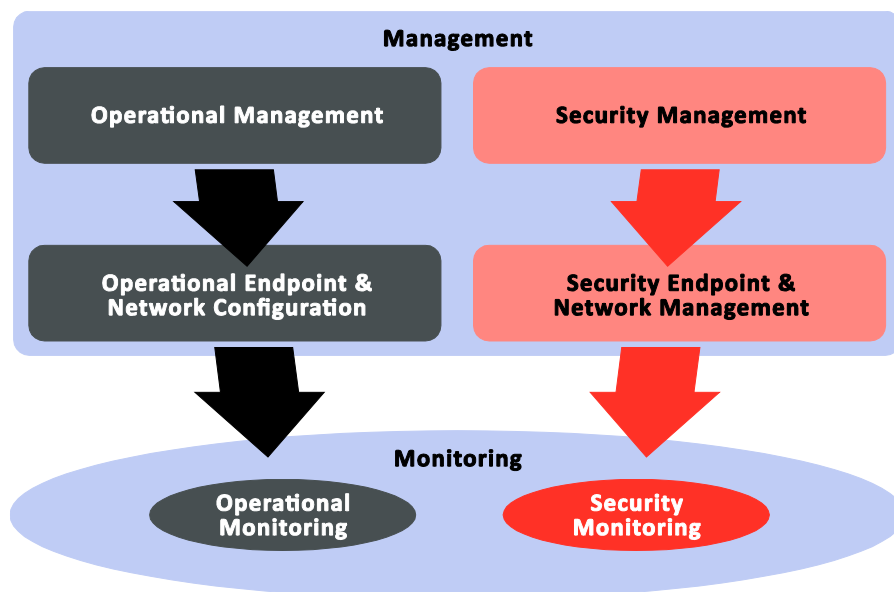 Management
Operational Management
Security Management
Operational Endpoint &
Network Configuration
Security Endpoint &
Network Management
Monitoring
Operational
Monitoring
Security
Monitoring